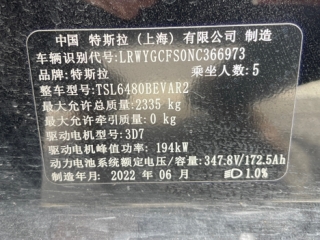 中国 特斯拉（上海）有限公司 制造
车辆识别代号: LRWYGCFS0NC366973
品牌: 特斯拉 乘坐人数: 5
整车型号: TSL6480BEVAR2
最大允许总质量: 2335 kg
最大允许牵引质量: 0 kg
驱动电机型号: 3D7
驱动电机峰值功率: 194kW
动力电池系统额定电压/容量: 347.8V/172.5Ah
制造年月: 2022 年 06 月 1.0%